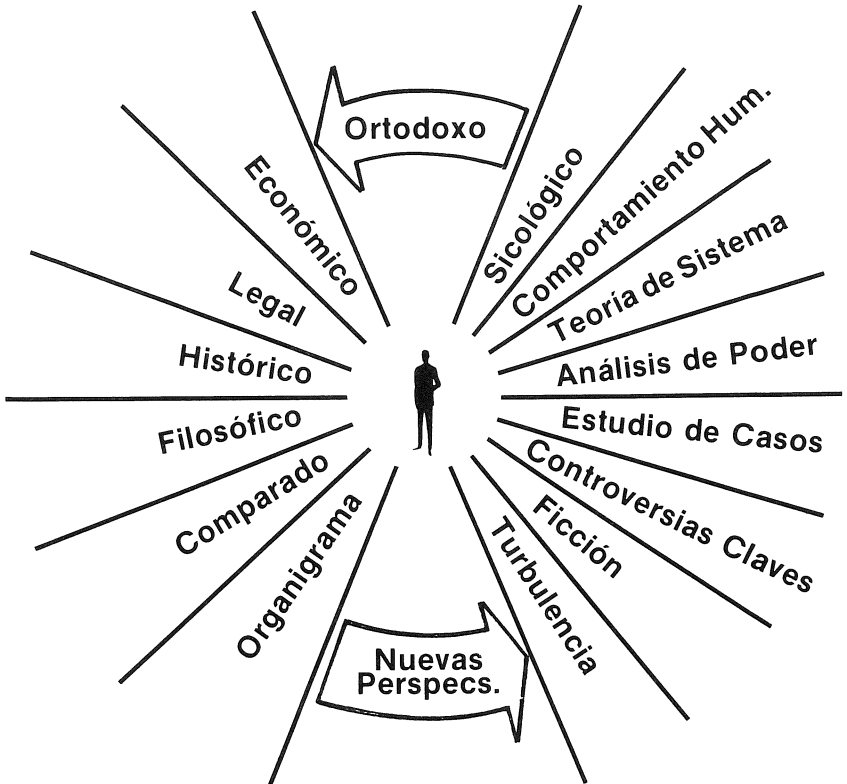 Ortodoxo
Económico
Legal
Histórico
Filosófico
Comparado
Organigrama
Sicológico
Comportamiento Hum.
Teoría de Sistema
Análisis de Poder
Estudio de Casos
Controversias Claves
Ficción
Turbulencia
Nuevas
Perspecs.